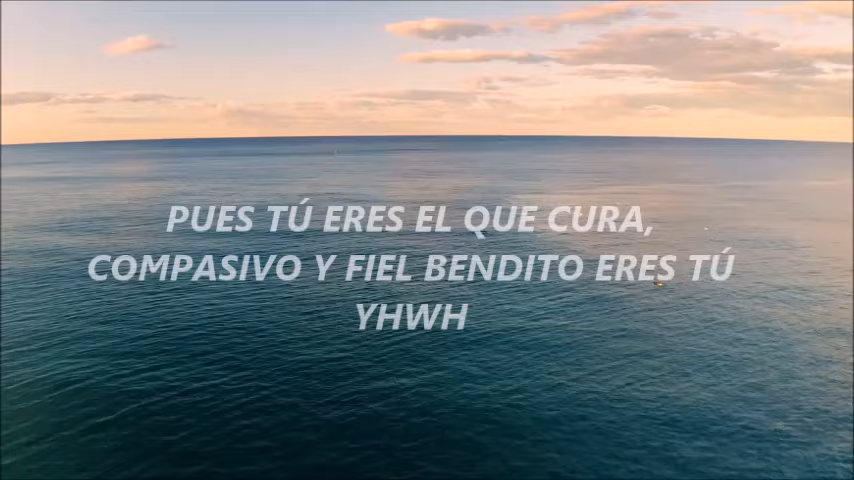 PUES TÚ ERES EL QUE CURA,
COMPASIVO Y FIEL BENDITO ERES TÚ
YHWH